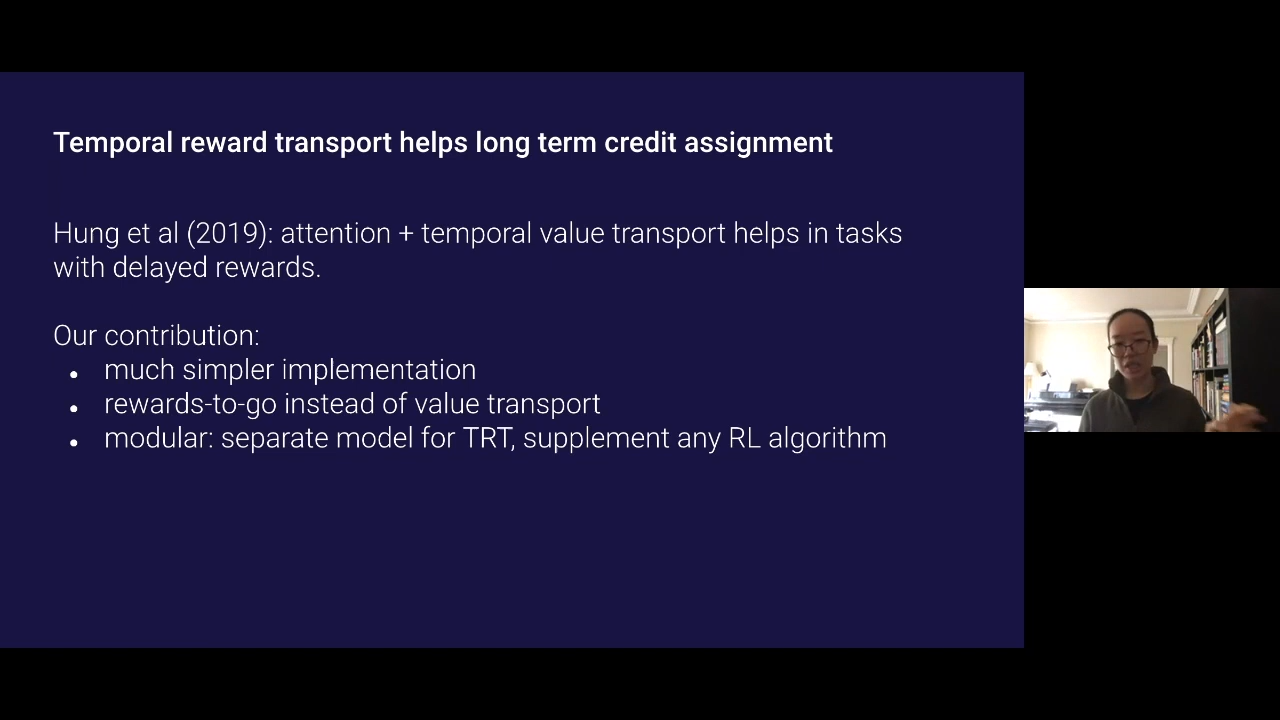 Temporal reward transport helps long term credit assignment
Hung et al (2019): attention + temporal value transport helps in tasks
with delayed rewards.
Our contribution:
• much simpler implementation
• rewards-to-go instead of value transport
• modular: separate model for TRT, supplement any RL algorithm